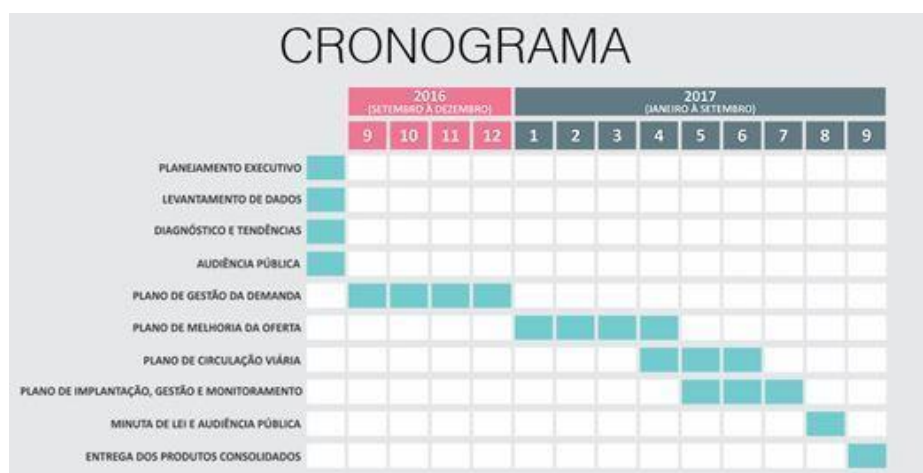 CRONOGRAMA
2016 2017
(SETEMBRO À DEZEMBRO) (JANEIRO À SETEMBRO)
9 10 11 12 1 2 3 4 5 6 7 8 9
PLANEJAMENTO EXECUTIVO
LEVANTAMENTO DE DADOS
DIAGNÓSTICO E TENDÊNCIAS
AUDIÊNCIA PÚBLICA
PLANO DE GESTÃO DA DEMANDA
PLANO DE MELHORIA DA OFERTA
PLANO DE CIRCULAÇÃO VIÁRIA
PLANO DE IMPLANTAÇÃO, GESTÃO E MONITORAMENTO
MINUTA DE LEI E AUDIÊNCIA PÚBLICA
ENTREGA DOS PRODUTOS CONSOLIDADOS